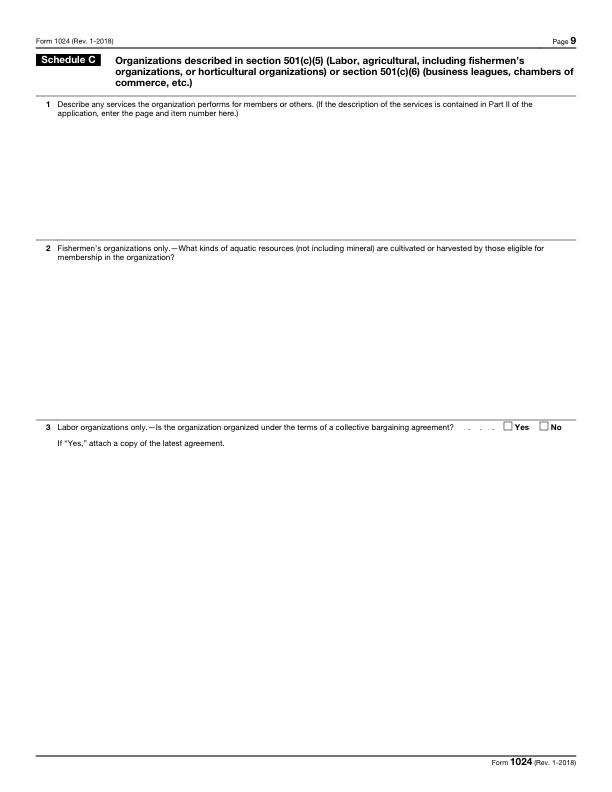 Form 1024 (Rev. 1-2018) Page 9
Schedule C Organizations described in section 501(c)(5) (Labor, agricultural, including fishermen's
organizations, or horticultural organizations) or section 501(c)(6) (business leagues, chambers of
commerce, etc.)
1 Describe any services the organization performs for members or others. (If the description of the services is contained in Part II of the
application, enter the page and item number here.)
2 Fishermen's organizations only.—What kinds of aquatic resources (not including mineral) are cultivated or harvested by those eligible for
membership in the organization?
3 Labor organizations only.—Is the organization organized under the terms of a collective bargaining agreement? . . . Yes No
If “Yes,” attach a copy of the latest agreement.
Form 1024 (Rev. 1-2018)